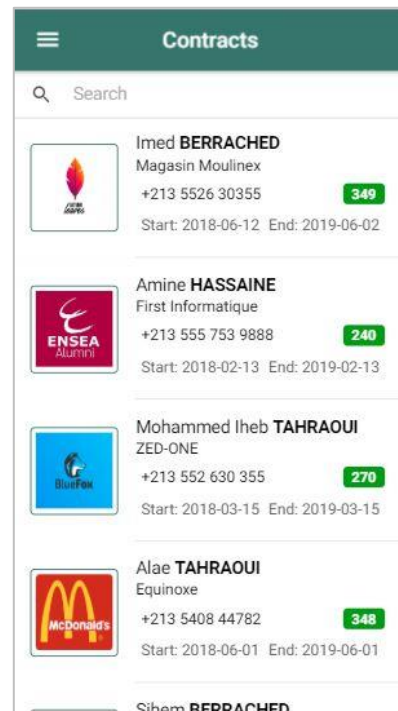 Contracts
Search
Imed BERRACHED
Magasin Moulinex
+213 5526 30355 349
Start: 2018-06-12 End: 2019-06-02
ENSEA
Alumni
Amine HASSAINE
First Informatique
+213 555 753 9888 240
Start: 2018-02-13 End: 2019-02-13
BlueFox
Mohammed Iheb TAHRAOUI
ZED-ONE
+213 552 630 355 270
Start: 2018-03-15 End: 2019-03-15
McDonald's
Alae TAHRAOUI
Equinoxe
+213 5408 44782 348
Start: 2018-06-01 End: 2019-06-01
Sihem BERRACHED